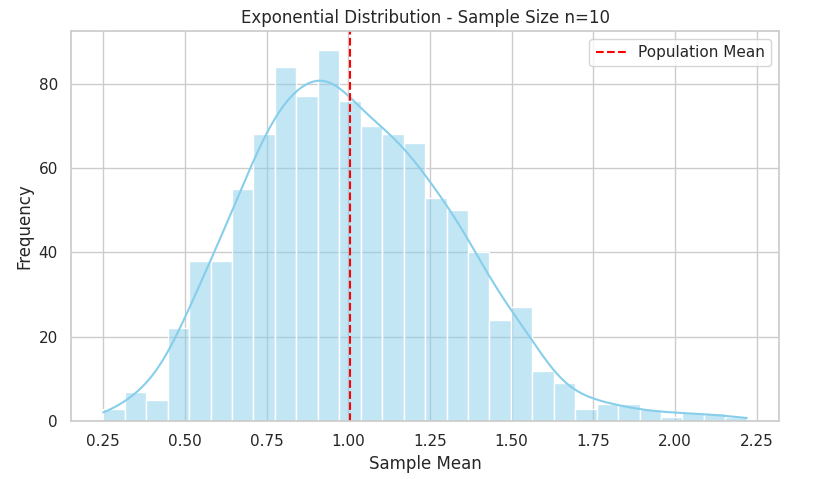 Exponential Distribution - Sample Size n=10
Population Mean
Frequency
80
60
40
20
0
0.25 0.50 0.75 1.00 1.25 1.50 1.75 2.00 2.25
Sample Mean